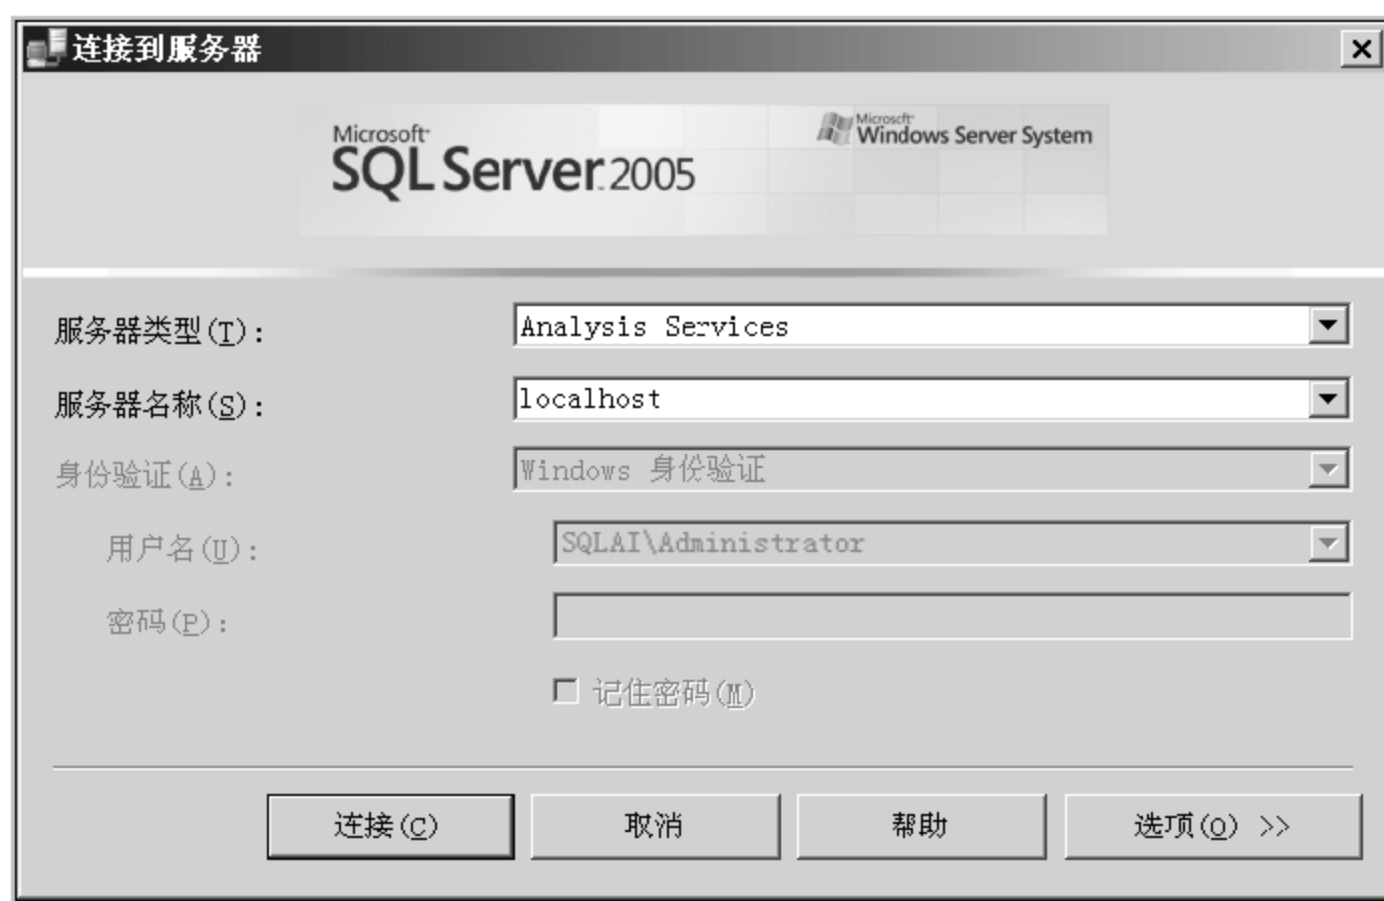 连接到服务器
Microsoft
SQL Server 2005
Microsoft
Windows Server System
服务器类型(T): Analysis Services
服务器名称(S): localhost
身份验证(A): Windows 身份验证
用户名(U): SQLAI\Administrator
密码(P):
记住密码(M)
连接(C) 取消 帮助 选项(O) >>